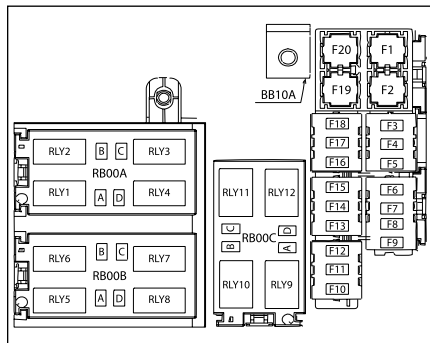 F20 F1
BB10A
F19 F2
F18 F3
F17 F4
F16 F5
RLY2 B C RLY3
RB00A
RLY1 A D RLY4
RLY11 RLY12
C D
RB00C
B A
RLY10 RLY9
F15 F6
F14 F7
F13 F8
F9
F12
F11
F10
RLY6 B C RLY7
RB00B
RLY5 A D RLY8